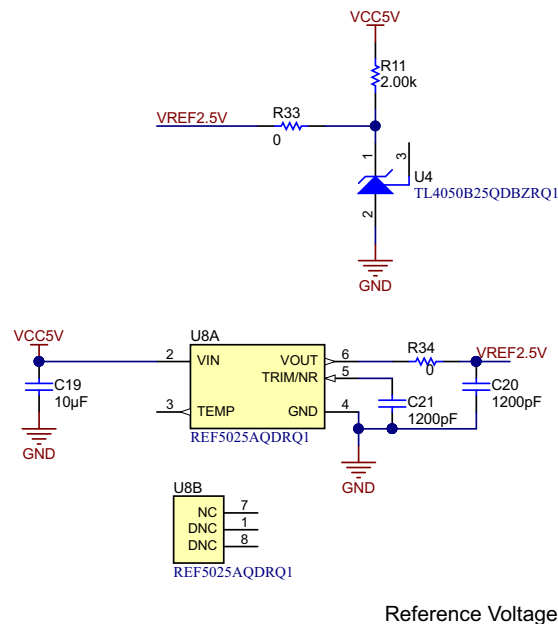 VCC5V
R11
2.00k
VREF2.5V
R33
0
1
3
U4
TL4050B25QDBZRQ1
2
GND
VCC5V
U8A
2
VIN
VOUT
6
R34
0
VREF2.5V
TRIM/NR
5
C19
10µF
C20
1200pF
C21
1200pF
3
TEMP
GND
4
REF5025AQDRQ1
GND
GND
U8B
NC
7
DNC
1
DNC
8
REF5025AQDRQ1
Reference Voltage